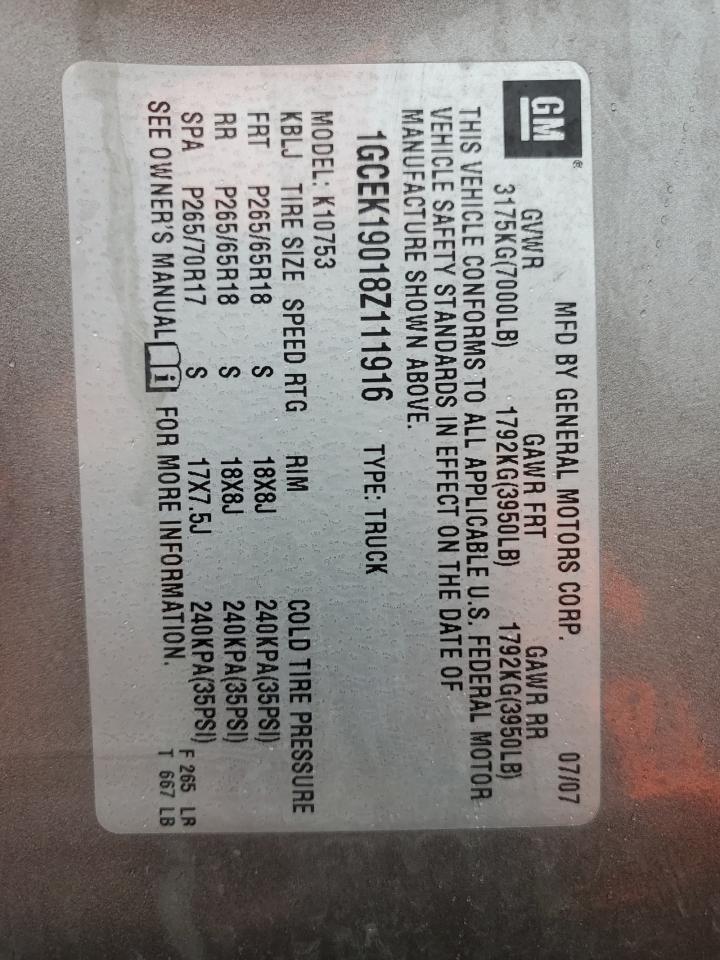 GM
MFD BY GENERAL MOTORS CORP. 07/07
GVWR GAWR FRT GAWR RR
3175KG(7000LB) 1792KG(3950LB) 1792KG(3950LB)
THIS VEHICLE CONFORMS TO ALL APPLICABLE U.S. FEDERAL MOTOR
VEHICLE SAFETY STANDARDS IN EFFECT ON THE DATE OF
MANUFACTURE SHOWN ABOVE.
1GCEK19018Z111916 TYPE: TRUCK
MODEL: K10753
KBLJ TIRE SIZE SPEED RTG RIM COLD TIRE PRESSURE
FRT P265/65R18 S 18X8J 240KPA(35PSI)
RR P265/65R18 S 18X8J 240KPA(35PSI)
SPA P265/70R17 S 17X7.5J 240KPA(35PSI)
SEE OWNER'S MANUAL i FOR MORE INFORMATION.
F 265 LR
T 667 LB